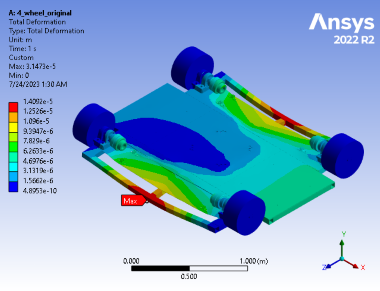 A: 4_wheel_original
Total Deformation
Type: Total Deformation
Unit: m
Time: 1 s
Custom
Max: 3.1473e-5
Min: 0
7/24/2023 1:30 AM
Ansys
2022 R2
1.4092e-5
1.2526e-5
1.096e-5
9.3947e-6
7.829e-6
6.2633e-6
4.6976e-6
3.1319e-6
1.5662e-6
4.8953e-10
Max
0.000
1.000 (m)
0.500
Y
Z
X